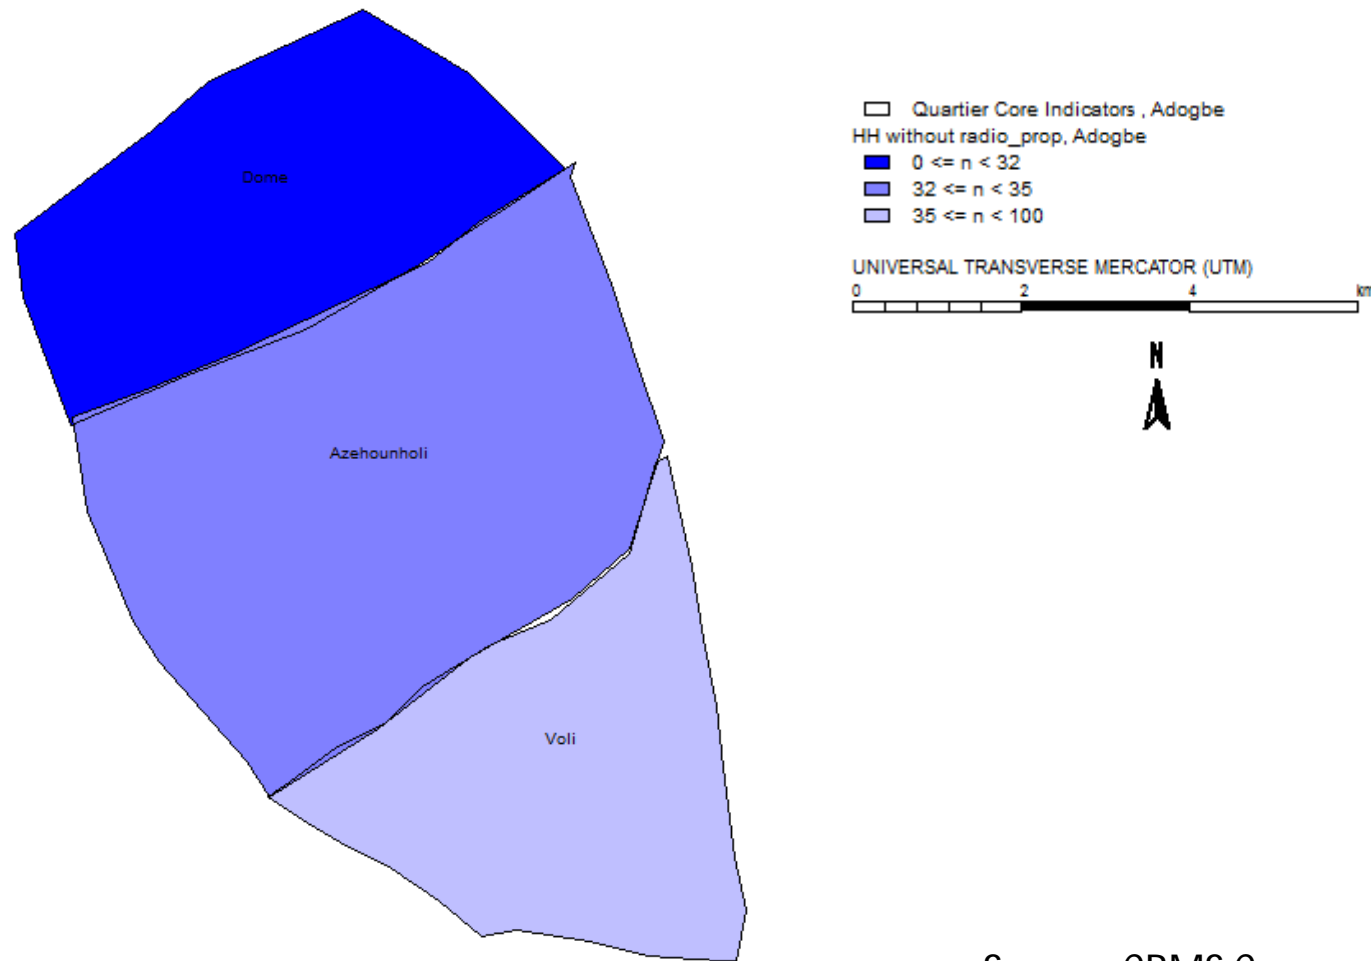 Quartier Core Indicators , Adogbe
HH without radio_prop, Adogbe
0 <= n < 32
32 <= n < 35
35 <= n < 100
UNIVERSAL TRANSVERSE MERCATOR (UTM)
0 2 4 km
N
Dome
Azehounholi
Voli